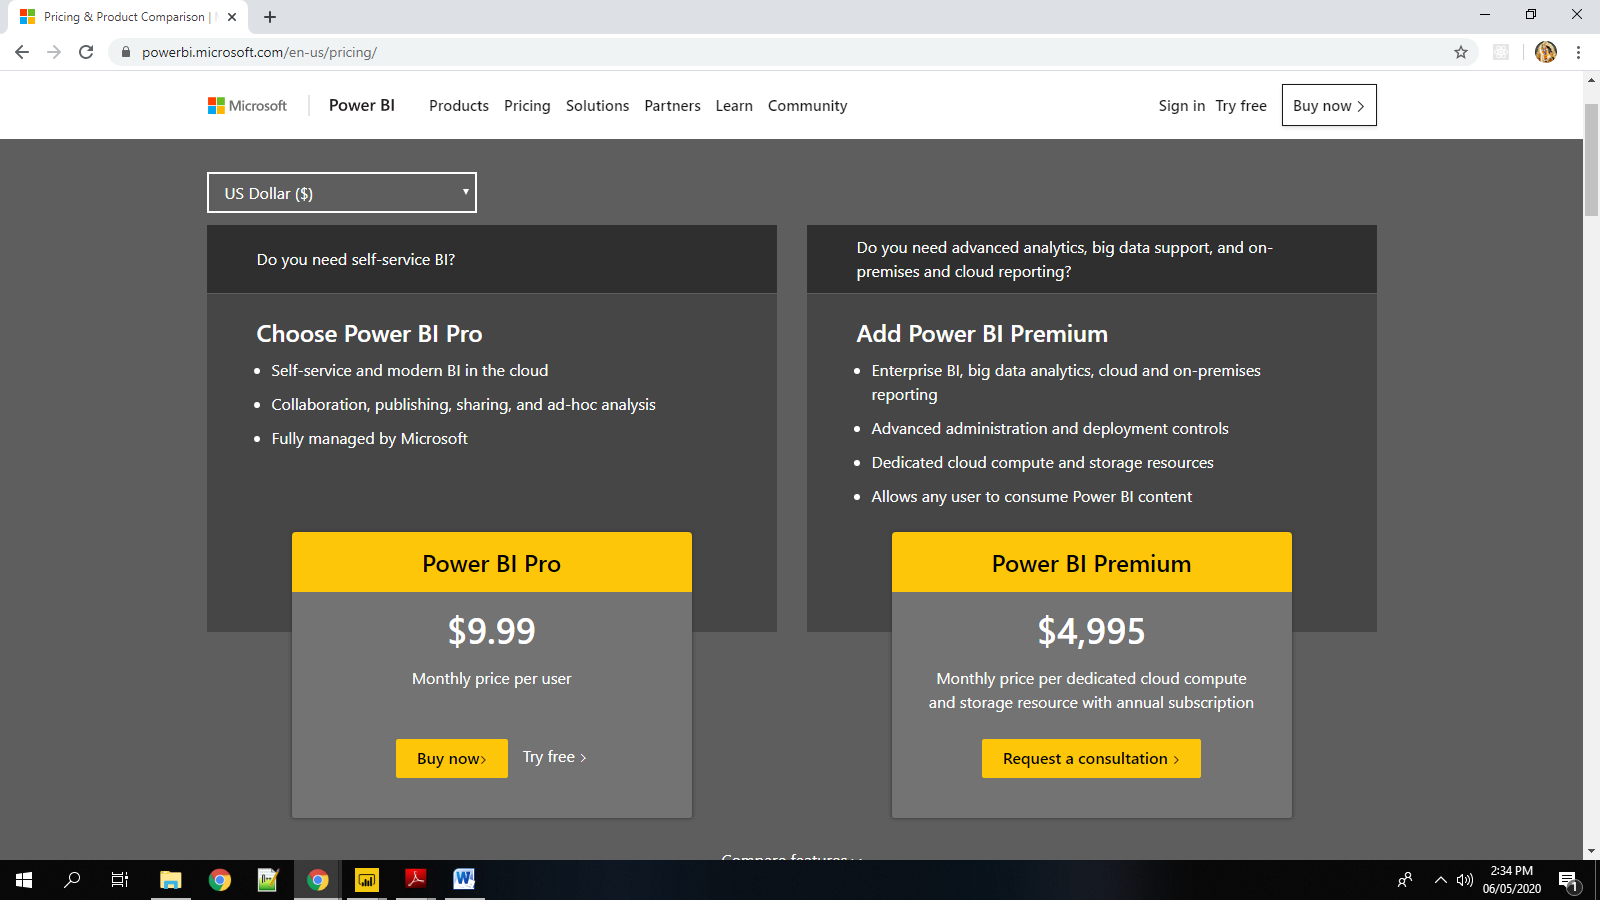 Pricing & Product Comparison |
powerbi.microsoft.com/en-us/pricing/
Microsoft
Power BI
Products Pricing Solutions Partners Learn Community
Sign in Try free Buy now >
US Dollar ($)
Do you need self-service BI?
Choose Power BI Pro
• Self-service and modern BI in the cloud
• Collaboration, publishing, sharing, and ad-hoc analysis
• Fully managed by Microsoft
Power BI Pro
$9.99
Monthly price per user
Buy now> Try free >
Do you need advanced analytics, big data support, and on-
premises and cloud reporting?
Add Power BI Premium
• Enterprise BI, big data analytics, cloud and on-premises
reporting
• Advanced administration and deployment controls
• Dedicated cloud compute and storage resources
• Allows any user to consume Power BI content
Power BI Premium
$4,995
Monthly price per dedicated cloud compute
and storage resource with annual subscription
Request a consultation >
Compare features
2:34 PM
06/05/2020
1